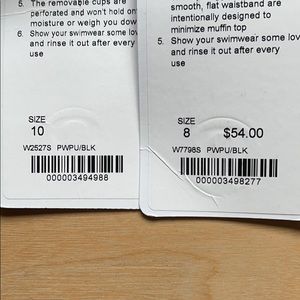 5. The removable cups are
perforated and won't hold on
moisture or weigh you dow
6. Show your swimwear some lov
and rinse it out after every
use
SIZE
10
W2527S PWPU/BLK
000003494988
smooth, flat waistband are
intentionally designed to
minimize muffin top
5. Show your swimwear some lov
and rinse it out after every
use
SIZE
8 $54.00
W7798S PWPU/BLK
000003498277